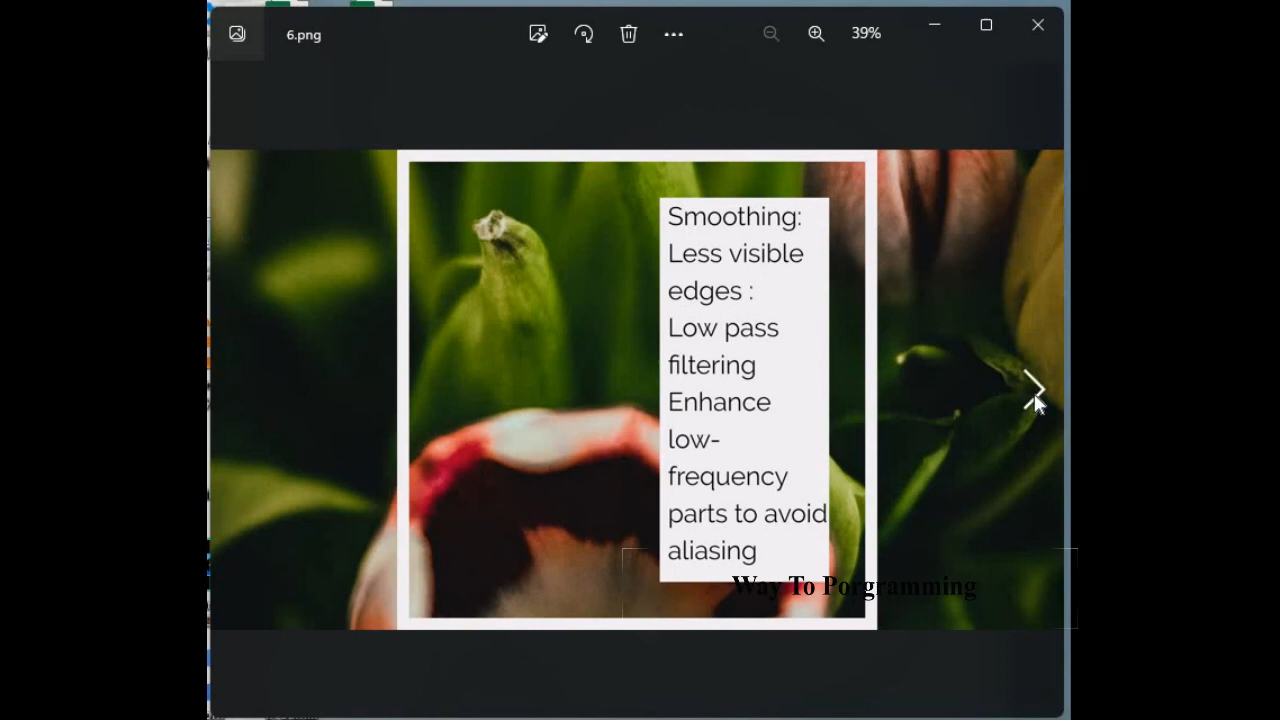 6.png
39%
Smoothing:
Less visible
edges :
Low pass
filtering
Enhance
low-
frequency
parts to avoid
aliasing
Way To Porgramming